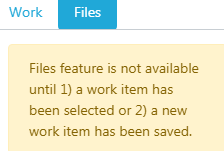 Work Files
Files feature is not available
until 1) a work item has
been selected or 2) a new
work item has been saved.